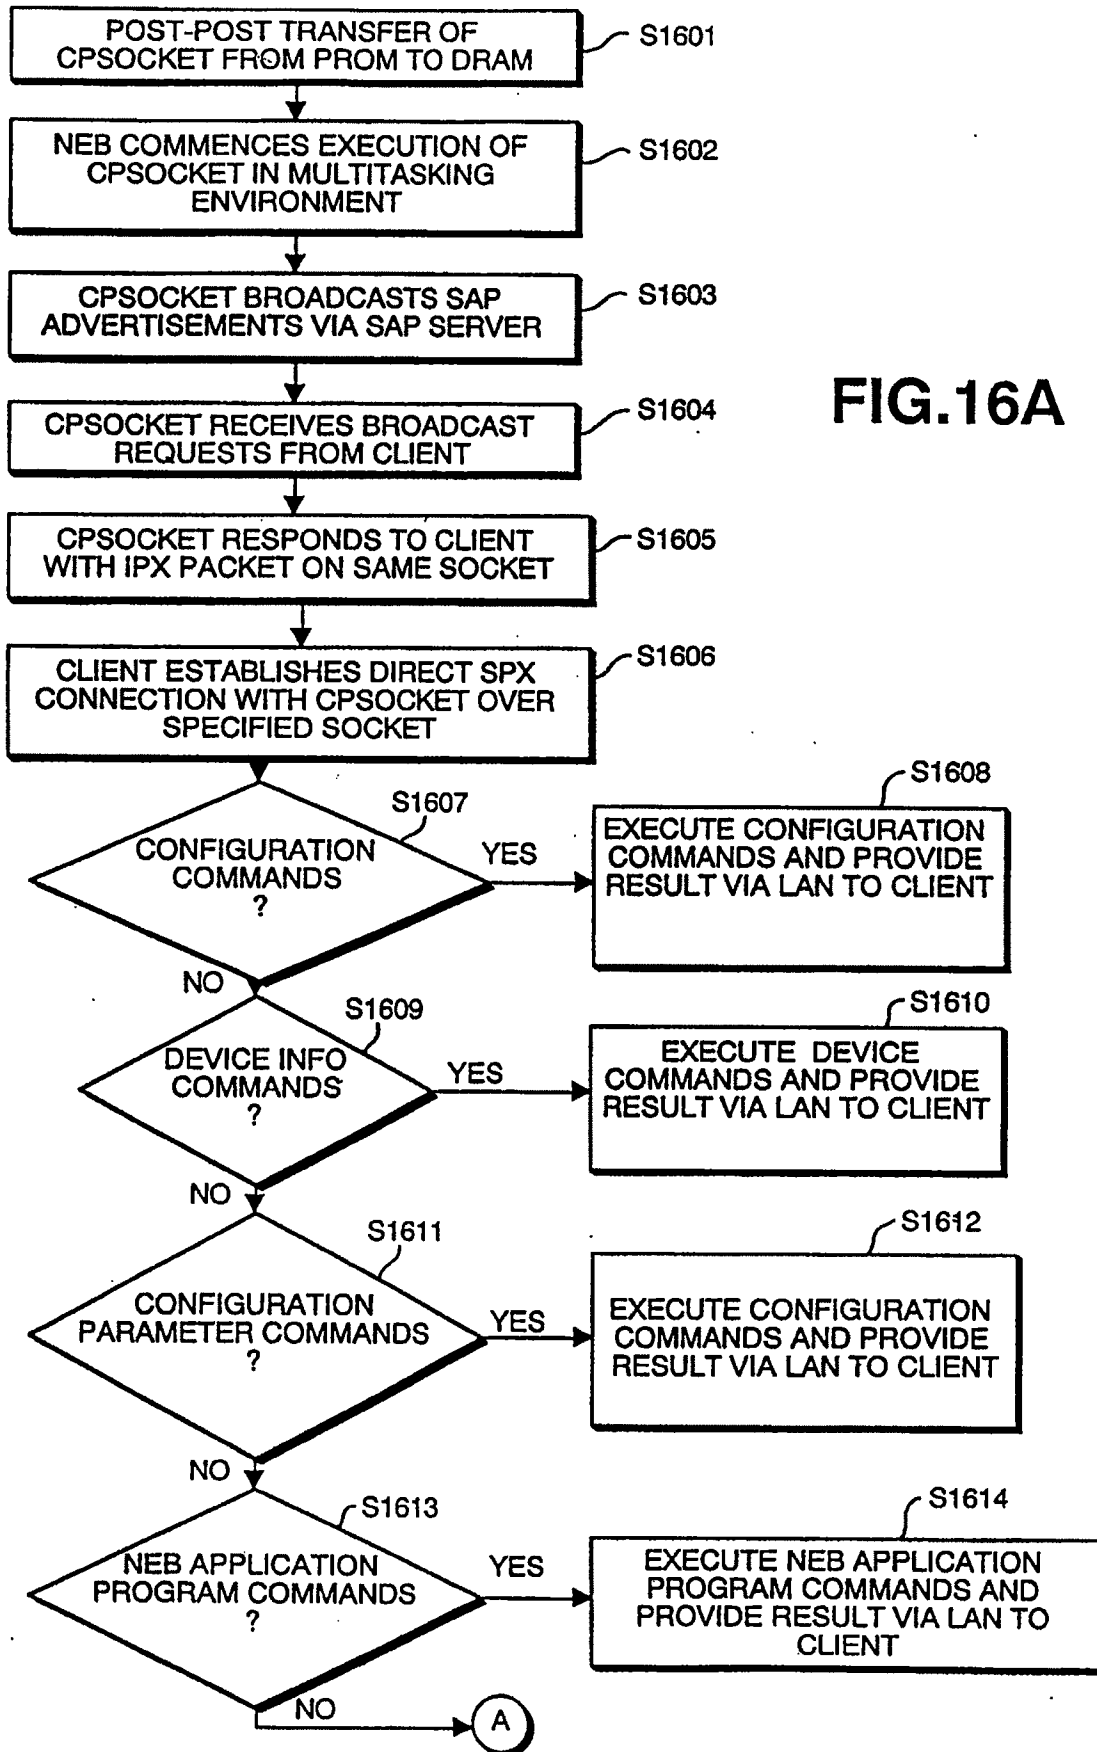 POST-POST TRANSFER OF
CPSOCKET FROM PROM TO DRAM
S1601
NEB COMMENCES EXECUTION OF
CPSOCKET IN MULTITASKING
ENVIRONMENT
S1602
CPSOCKET BROADCASTS SAP
ADVERTISEMENTS VIA SAP SERVER
S1603
FIG.16A
CPSOCKET RECEIVES BROADCAST
REQUESTS FROM CLIENT
S1604
CPSOCKET RESPONDS TO CLIENT
WITH IPX PACKET ON SAME SOCKET
S1605
CLIENT ESTABLISHES DIRECT SPX
CONNECTION WITH CPSOCKET OVER
SPECIFIED SOCKET
S1606
S1607
CONFIGURATION
COMMANDS
?
YES
NO
S1608
EXECUTE CONFIGURATION
COMMANDS AND PROVIDE
RESULT VIA LAN TO CLIENT
S1609
DEVICE INFO
COMMANDS
?
YES
NO
S1610
EXECUTE DEVICE
COMMANDS AND PROVIDE
RESULT VIA LAN TO CLIENT
S1611
CONFIGURATION
PARAMETER COMMANDS
?
YES
NO
S1612
EXECUTE CONFIGURATION
COMMANDS AND PROVIDE
RESULT VIA LAN TO CLIENT
S1613
NEB APPLICATION
PROGRAM COMMANDS
?
YES
NO
S1614
EXECUTE NEB APPLICATION
PROGRAM COMMANDS AND
PROVIDE RESULT VIA LAN TO
CLIENT
A